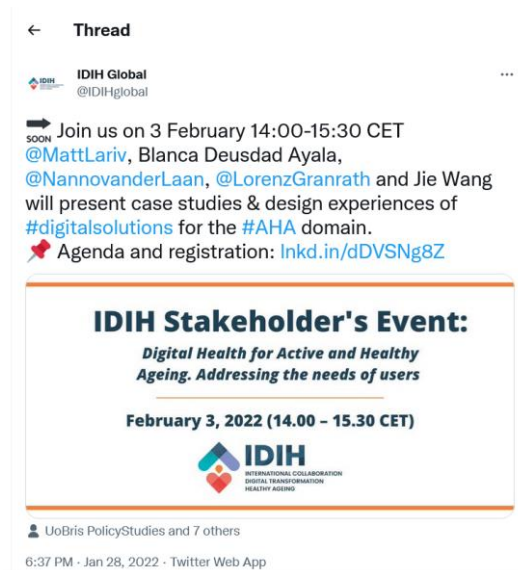 ← Thread
IDIH
IDIH Global
@IDIHglobal
...
SOON Join us on 3 February 14:00-15:30 CET
@MattLariv, Blanca Deusdad Ayala,
@NannovanderLaan, @LorenzGranrath and Jie Wang
will present case studies & design experiences of
#digitalsolutions for the #AHA domain.
📌 Agenda and registration: lnkd.in/dDVSNg8Z
IDIH Stakeholder's Event:
Digital Health for Active and Healthy
Ageing. Addressing the needs of users
February 3, 2022 (14.00 – 15.30 CET)
IDIH
INTERNATIONAL COLLABORATION
DIGITAL TRANSFORMATION
HEALTHY AGEING
UoBris PolicyStudies and 7 others
6:37 PM · Jan 28, 2022 · Twitter Web App